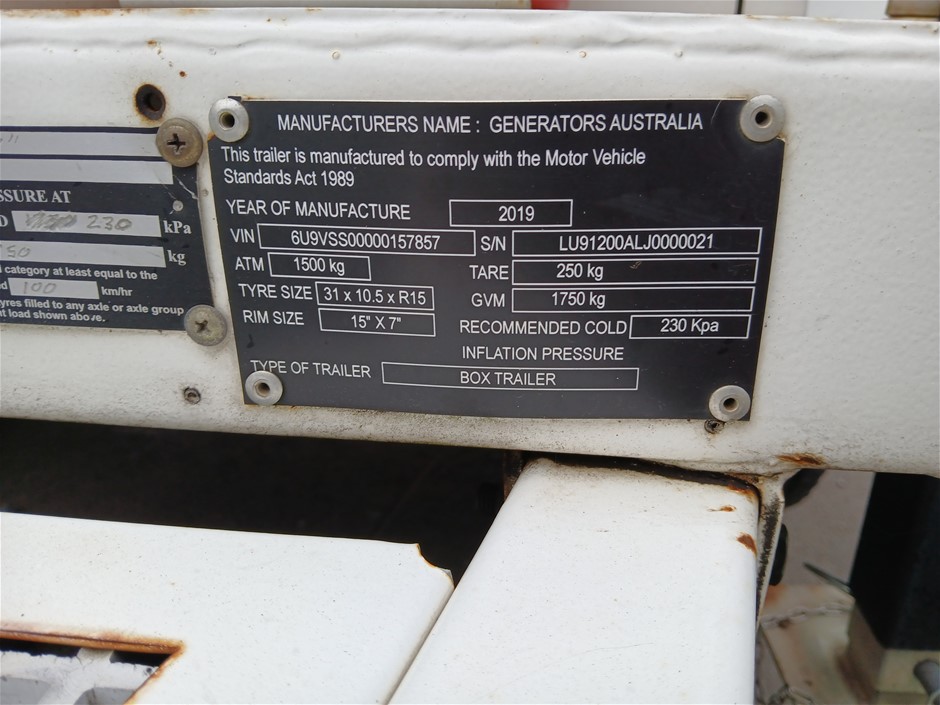 SSURE AT
230 kPa
50 kg
category at least equal to the
100 km/hr
yres filled to any axle or axle group
load shown above.
MANUFACTURERS NAME : GENERATORS AUSTRALIA
This trailer is manufactured to comply with the Motor Vehicle
Standards Act 1989
YEAR OF MANUFACTURE 2019
VIN 6U9VSS00000157857 S/N LU91200ALJ0000021
ATM 1500 kg TARE 250 kg
TYRE SIZE 31 x 10.5 x R15 GVM 1750 kg
RIM SIZE 15" X 7" RECOMMENDED COLD 230 Kpa
INFLATION PRESSURE
TYPE OF TRAILER BOX TRAILER